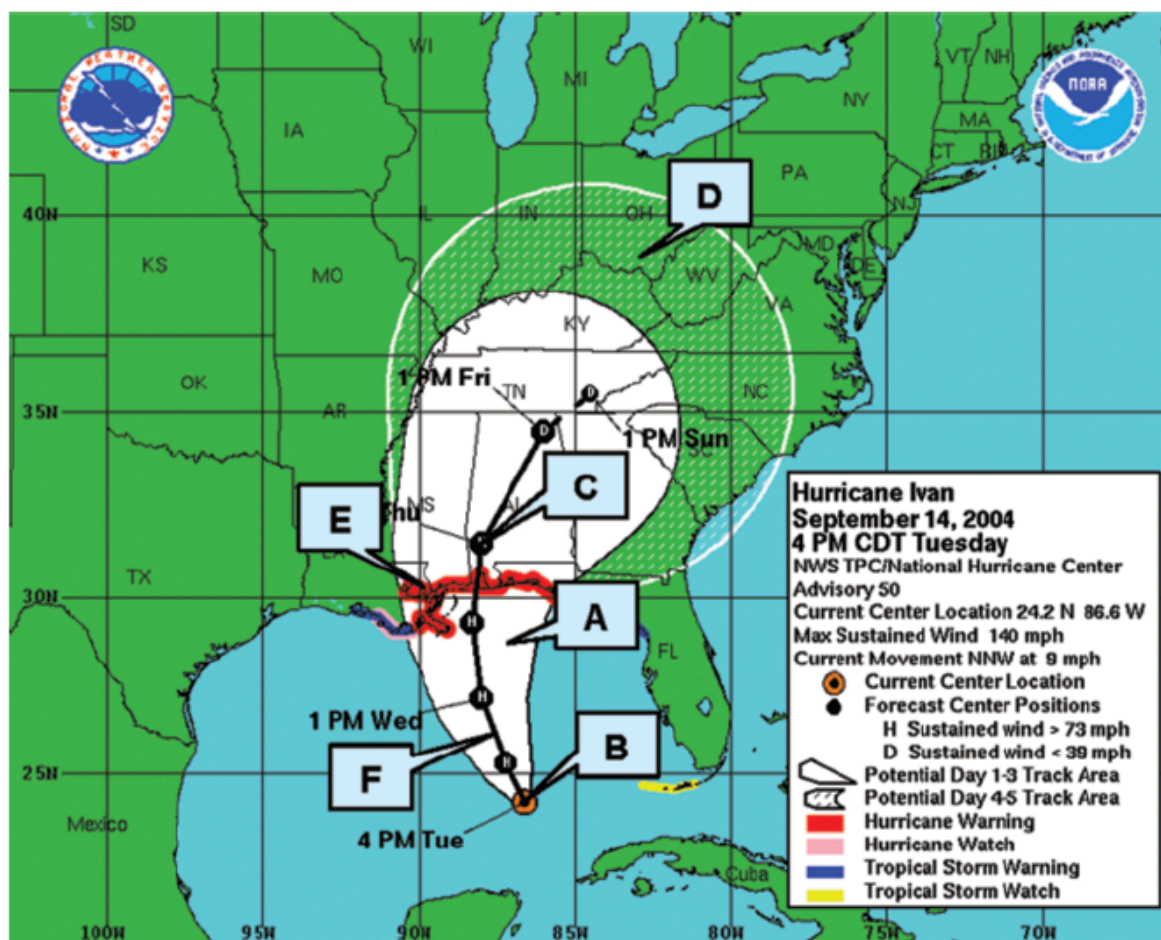 SD
WI
MI
VT
NH
NY
MA
CT
RI
IA
PA
NJ
NATIONAL WEATHER SERVICE
NOAA
D
40N
IL
IN
OH
MD
DE
KS
MO
WV
VA
KY
1 PM Fri
TN
OK
AR
NC
35N
D
D
1 PM Sun
SC
C
MS
AL
E
Thu
LA
TX
30N
A
H
FL
1 PM Wed
H
B
F
H
25N
4 PM Tue
Mexico
Cuba
Hurricane Ivan
September 14, 2004
4 PM CDT Tuesday
NWS TPC/National Hurricane Center
Advisory 50
Current Center Location 24.2 N 86.6 W
Max Sustained Wind 140 mph
Current Movement NNW at 9 mph
Current Center Location
Forecast Center Positions
H Sustained wind > 73 mph
D Sustained wind < 39 mph
Potential Day 1-3 Track Area
Potential Day 4-5 Track Area
Hurricane Warning
Hurricane Watch
Tropical Storm Warning
Tropical Storm Watch
100W 95W 90W 85W 80W 75W 70W